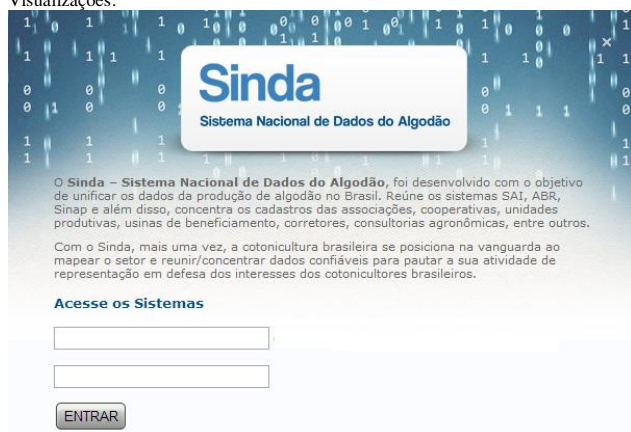 Visualizações:
Sinda
Sistema Nacional de Dados do Algodão
O Sinda – Sistema Nacional de Dados do Algodão, foi desenvolvido com o objetivo
de unificar os dados da produção de algodão no Brasil. Reúne os sistemas SAI, ABR,
Sinap e além disso, concentra os cadastros das associações, cooperativas, unidades
produtivas, usinas de beneficiamento, corretores, consultorias agronômicas, entre outros.
Com o Sinda, mais uma vez, a cotonicultura brasileira se posiciona na vanguarda ao
mapear o setor e reunir/concentrar dados confiáveis para pautar a sua atividade de
representação em defesa dos interesses dos cotonicultores brasileiros.
Acesse os Sistemas
ENTRAR